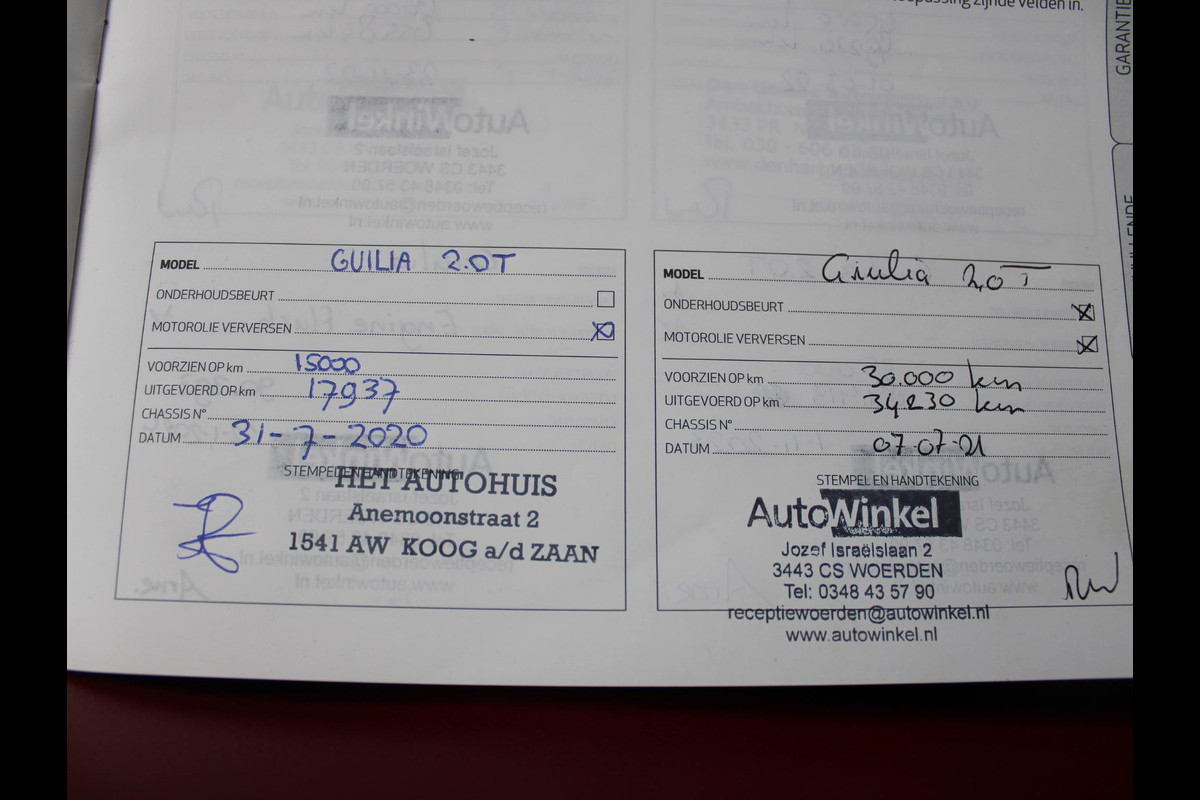 toepassing zijnde velden in.
GARANTIE
MODEL GUILIA 2.0T
ONDERHOUDSBEURT
MOTOROLIE VERVERSEN
VOORZIEN OP km 15000
UITGEVOERD OP km 17937
CHASSIS N°
DATUM 31-7-2020
STEMPEL EN HANDTEKENING
HET AUTOHUIS
Anemoonstraat 2
1541 AW KOOG a/d ZAAN
MODEL Giulia 2,0T
ONDERHOUDSBEURT
MOTOROLIE VERVERSEN
VOORZIEN OP km 30.000 km
UITGEVOERD OP km 34230 km
CHASSIS N°
DATUM 07-07-21
STEMPEL EN HANDTEKENING
AutoWinkel
Jozef Israëlslaan 2
3443 CS WOERDEN
Tel: 0348 43 57 90
receptiewoerden@autowinkel.nl
www.autowinkel.nl